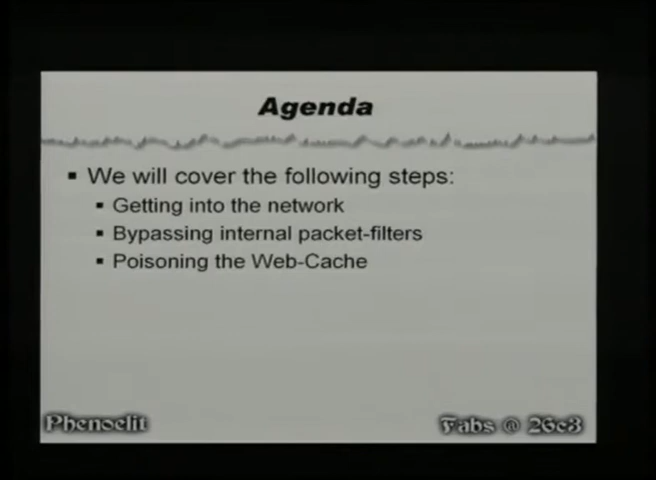 Agenda
▪ We will cover the following steps:
▪ Getting into the network
▪ Bypassing internal packet-filters
▪ Poisoning the Web-Cache
Phenoelit
Fabs @ 26c3